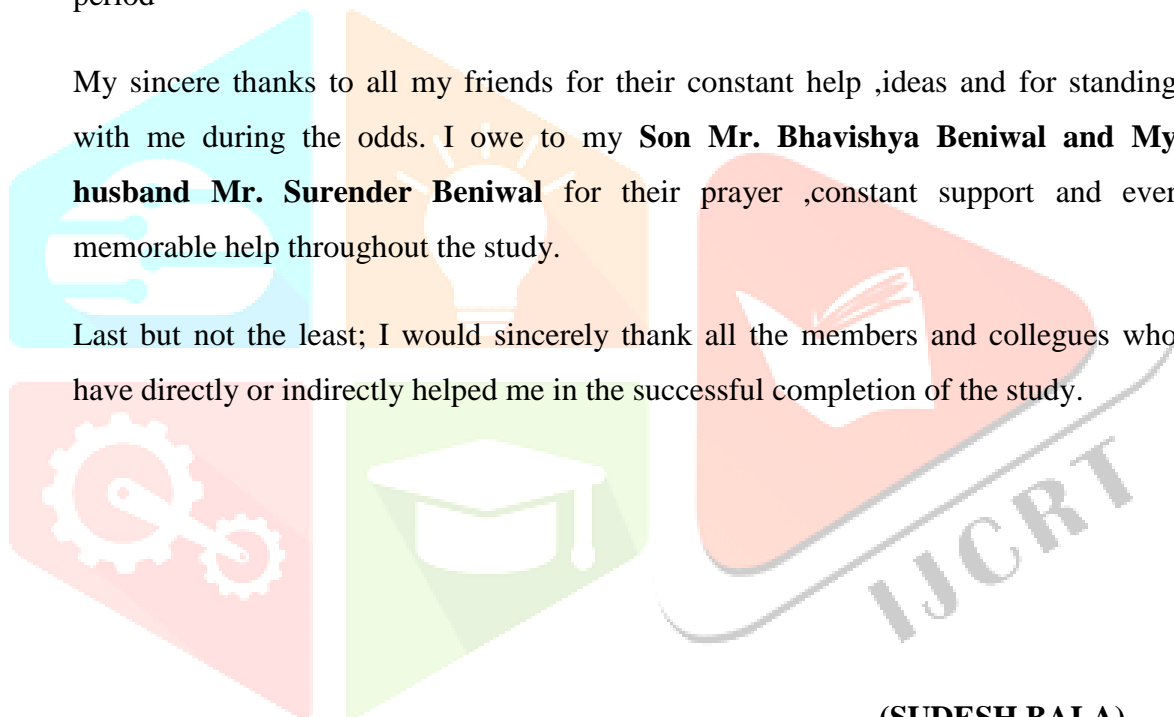 period
My sincere thanks to all my friends for their constant help ,ideas and for standing
with me during the odds. I owe to my Son Mr. Bhavishya Beniwal and My
husband Mr. Surender Beniwal for their prayer ,constant support and ever
memorable help throughout the study.
Last but not the least; I would sincerely thank all the members and collegues who
have directly or indirectly helped me in the successful completion of the study.
IJCRT
(SUDESH BALA)